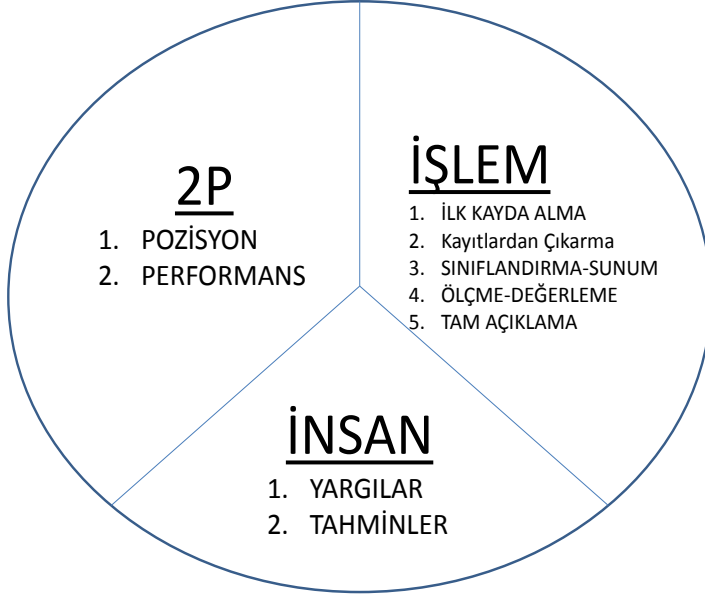 2P
1. POZİSYON
2. PERFORMANS
İŞLEM
1. İLK KAYDA ALMA
2. Kayıtlardan Çıkarma
3. SINIFLANDIRMA-SUNUM
4. ÖLÇME-DEĞERLEME
5. TAM AÇIKLAMA
İNSAN
1. YARGILAR
2. TAHMİNLER